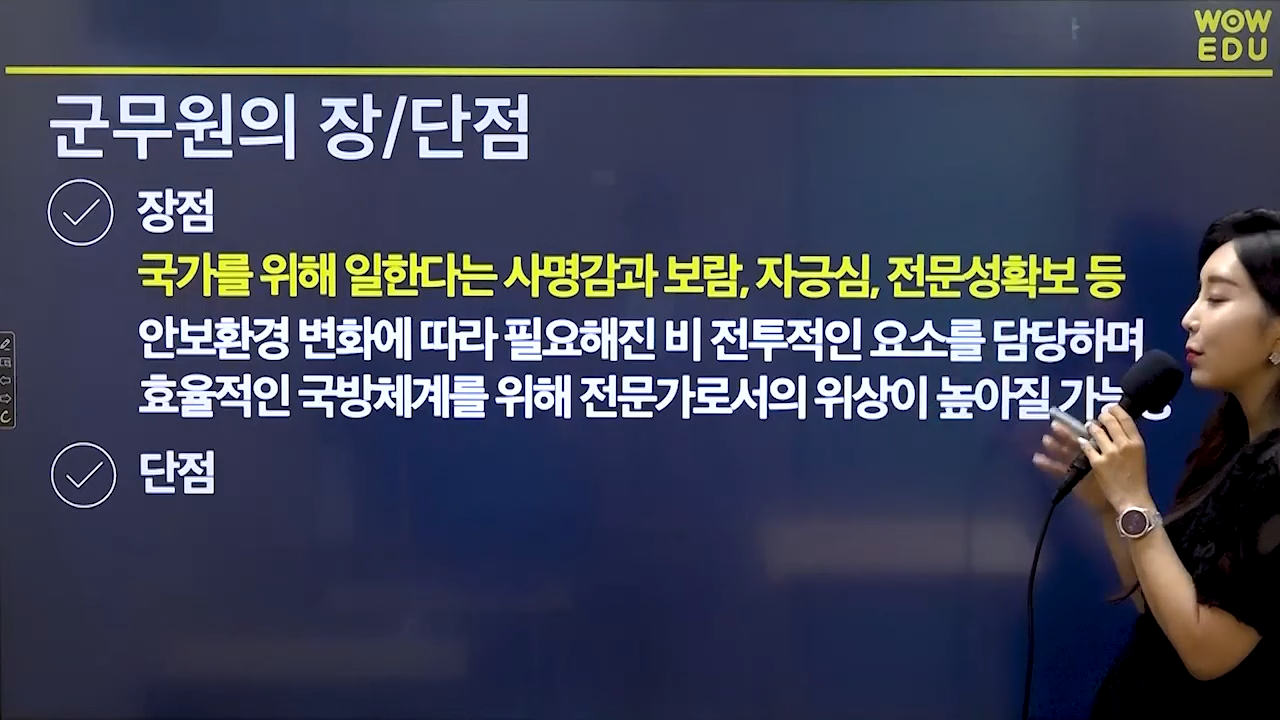 WOW
EDU
군무원의 장/단점
장점
국가를 위해 일한다는 사명감과 보람, 자긍심, 전문성확보 등
안보환경 변화에 따라 필요해진 비 전투적인 요소를 담당하며
효율적인 국방체계를 위해 전문가로서의 위상이 높아질
단점